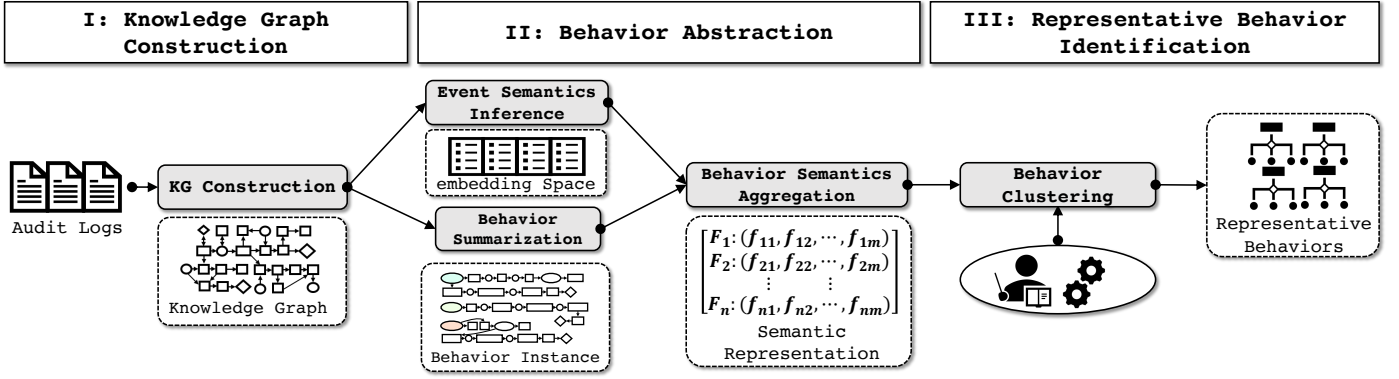 I: Knowledge Graph
Construction
II: Behavior Abstraction
III: Representative Behavior
Identification
Audit Logs
KG Construction
Knowledge Graph
Event Semantics
Inference
embedding Space
Behavior
Summarization
Behavior Instance
Behavior Semantics
Aggregation
F₁: (f₁₁, f₁₂, ⋯, f₁ₘ)
F₂: (f₂₁, f₂₂, ⋯, f₂ₘ)
⋮ ⋮
Fₙ: (fₙ₁, fₙ₂, ⋯, fₙₘ)
Semantic
Representation
Behavior
Clustering
Representative
Behaviors